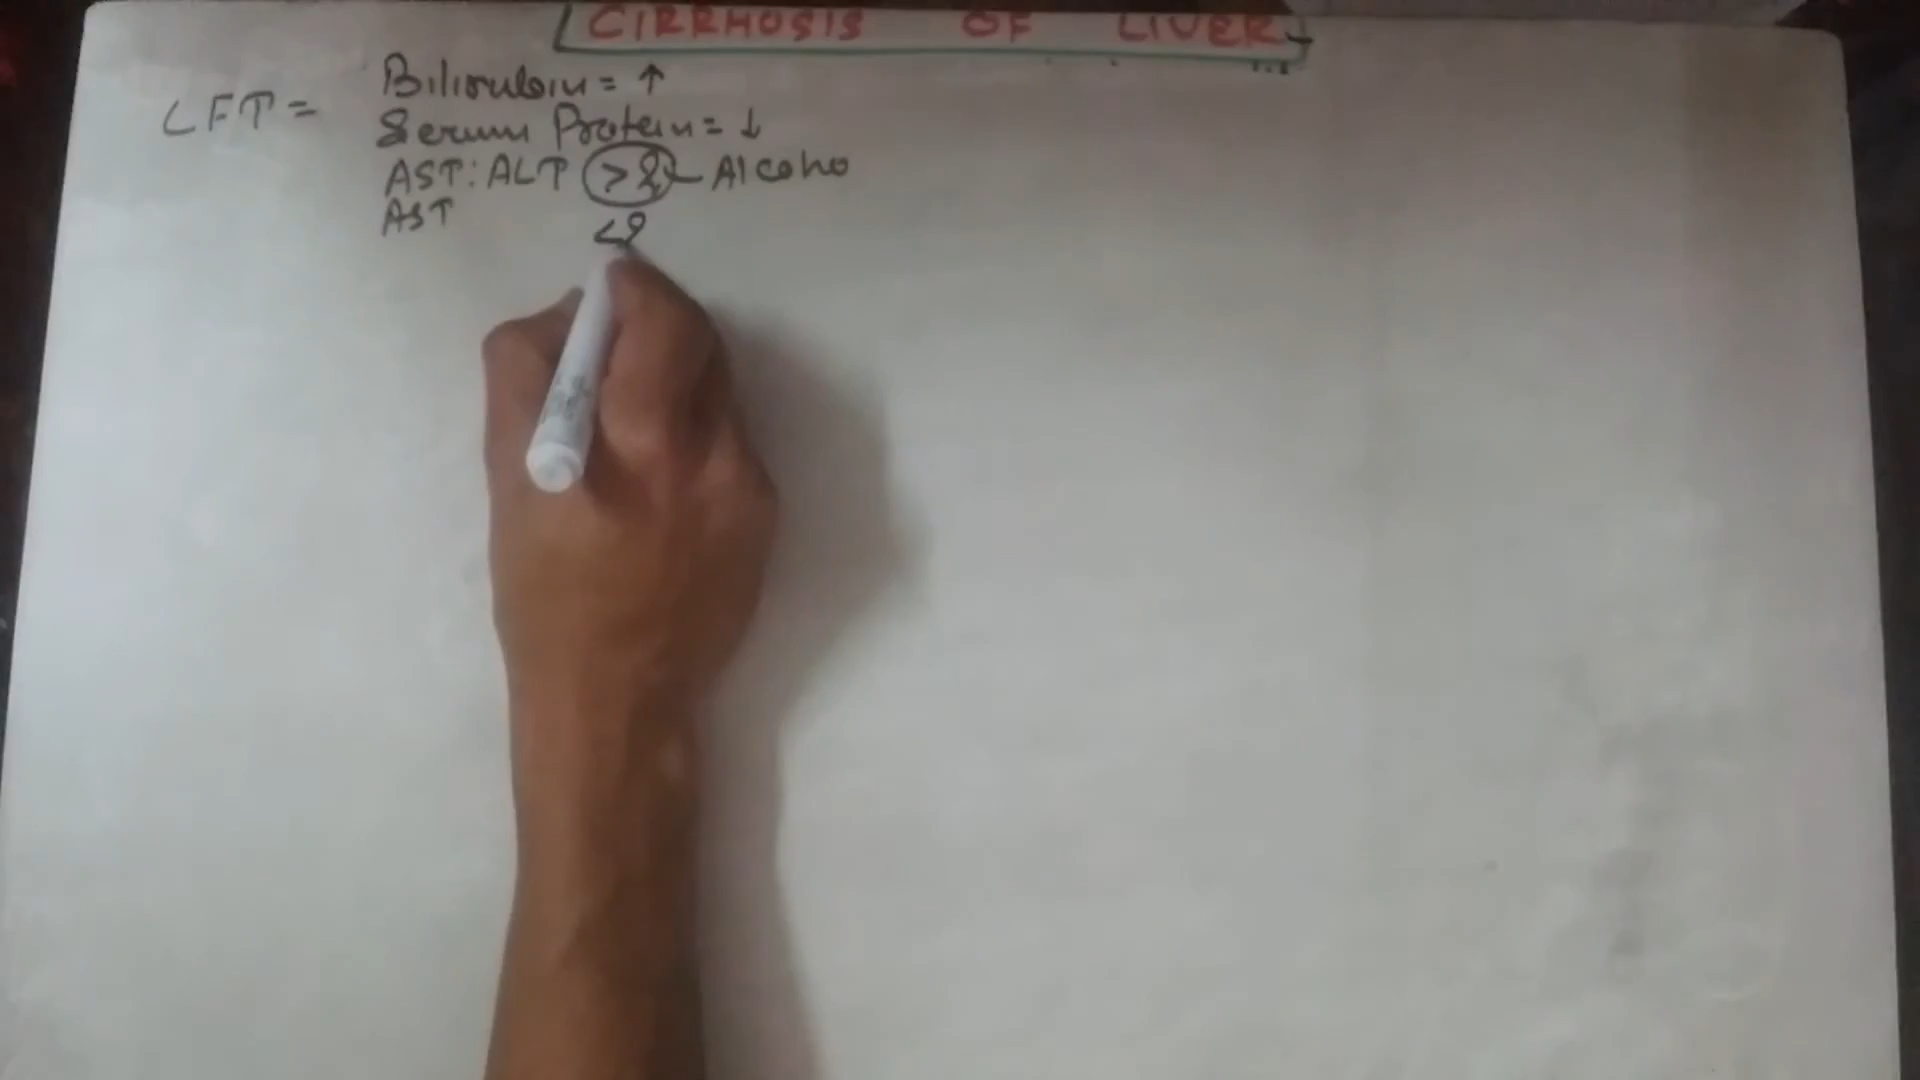 CIRRHOSIS OF LIVER
LFT = Bilirubin = ↑
Serum Protein = ↓
AST : ALT >2 - Alcoho
AST <2